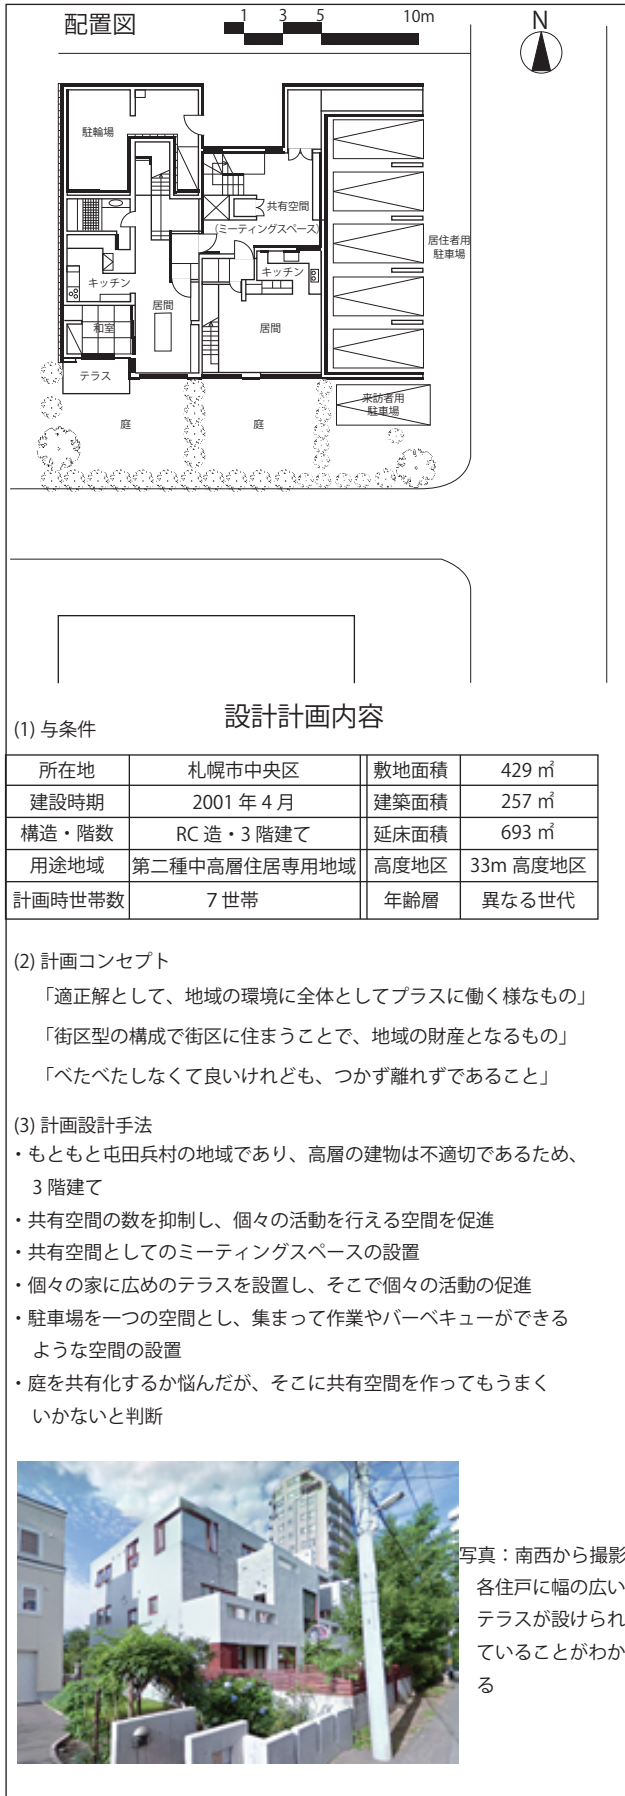 配置図
1 3 5 10m
N
駐輪場
共有空間
(ミーティングスペース)
居住者用
駐車場
キッチン
キッチン
居間
居間
和室
テラス
来訪者用
駐車場
庭
庭
設計計画内容
(1) 与条件
所在地 札幌市中央区 敷地面積 429 ㎡
建設時期 2001 年 4 月 建築面積 257 ㎡
構造・階数 RC 造・3 階建て 延床面積 693 ㎡
用途地域 第二種中高層住居専用地域 高度地区 33m 高度地区
計画時世帯数 7 世帯 年齢層 異なる世代
(2) 計画コンセプト
「適正解として、地域の環境に全体としてプラスに働く様なもの」
「街区型の構成で街区に住まうことで、地域の財産となるもの」
「べたべたしなくて良いけれども、つかず離れずであること」
(3) 計画設計手法
・もともと屯田兵村の地域であり、高層の建物は不適切であるため、
3 階建て
・共有空間の数を抑制し、個々の活動を行える空間を促進
・共有空間としてのミーティングスペースの設置
・個々の家に広めのテラスを設置し、そこで個々の活動の促進
・駐車場を一つの空間とし、集まって作業やバーベキューができる
ような空間の設置
・庭を共有化するか悩んだが、そこに共有空間を作ってもうまく
いかないと判断
写真：南西から撮影
各住戸に幅の広い
テラスが設けられ
ていることがわか
る